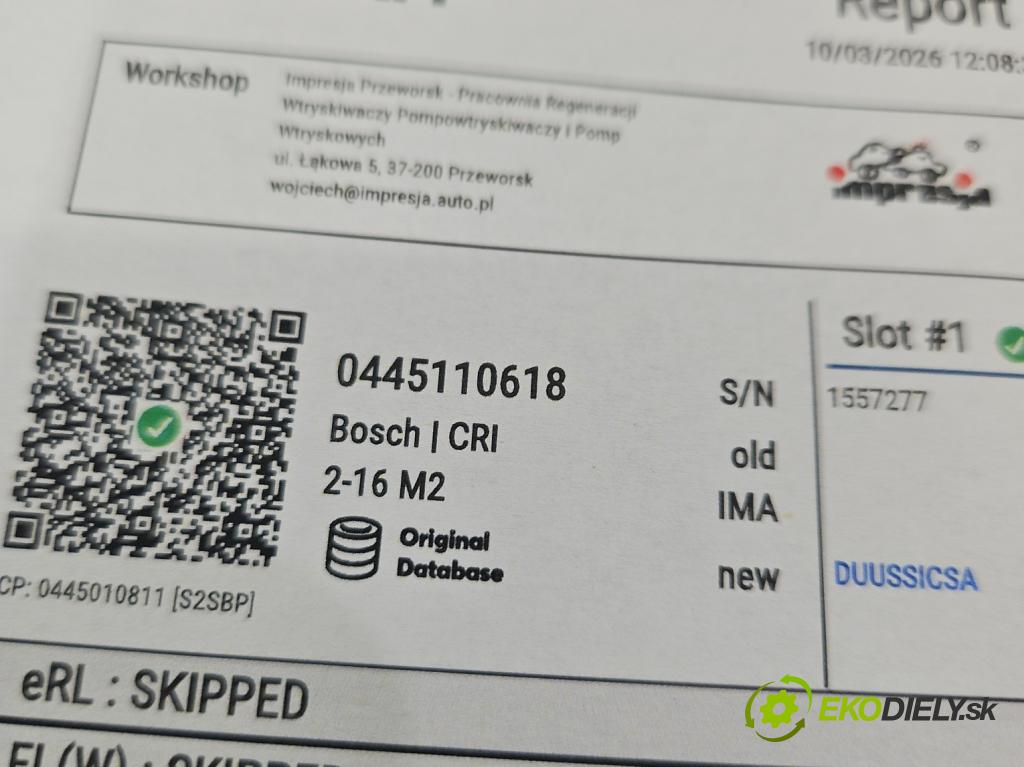 Report
10/03/2026 12:08:
Workshop
Impresja Przeworsk - Pracownia Regeneracji
Wtryskiwaczy Pompowtryskiwaczy i Pomp
Wtryskowych
ul. Łąkowa 5, 37-200 Przeworsk
wojciech@impresja.auto.pl
impresja
0445110618
Bosch | CRI
2-16 M2
Original
Database
CP: 0445010811 [S2SBP]
Slot #1
S/N
1557277
old
IMA
new
DUUSSICSA
eRL : SKIPPED
EKODIELY.sk